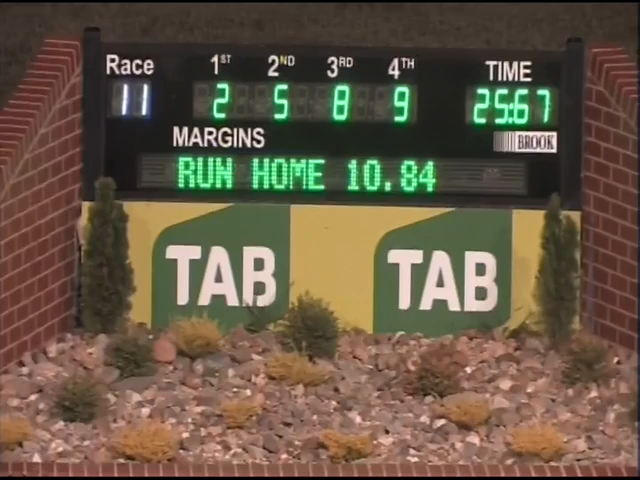 Race 1ST 2ND 3RD 4TH TIME
11 2 5 8 9 25:67
MARGINS BROOK
RUN HOME 10.84
TAB TAB